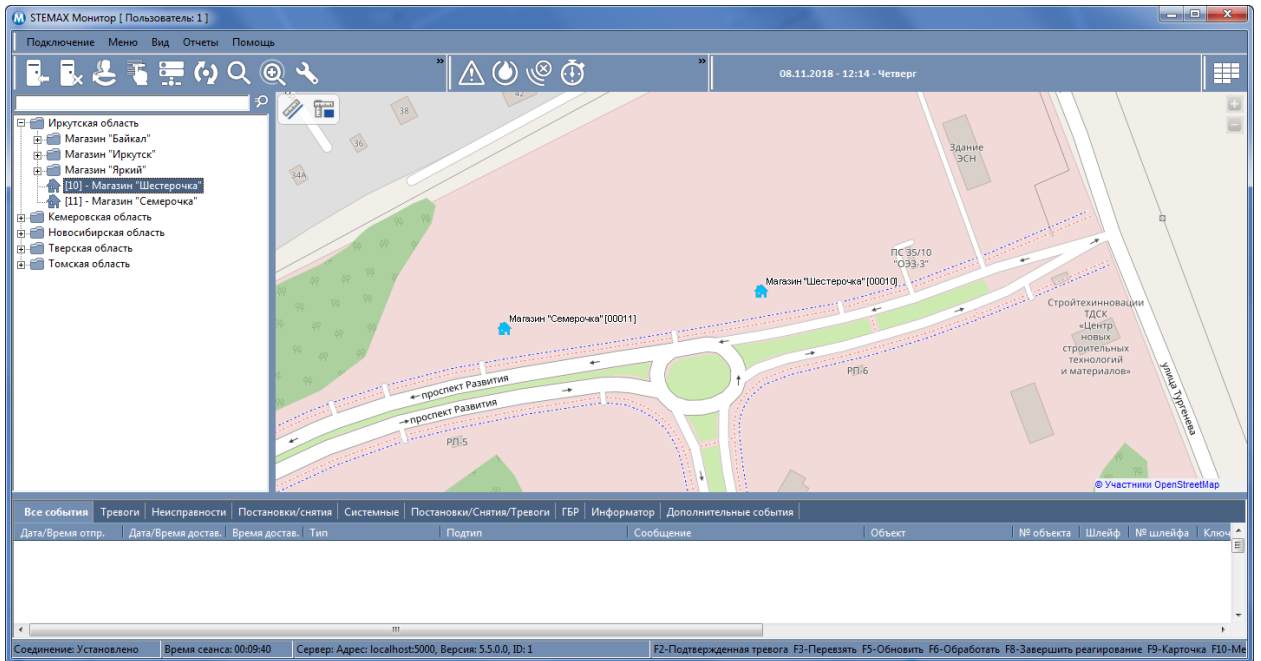 STEMAX Монитор [ Пользователь: 1 ]
Подключение Меню Вид Отчеты Помощь
08.11.2018 - 12:14 - Четверг
Иркутская область
Магазин "Байкал"
Магазин "Иркутск"
Магазин "Яркий"
[10] - Магазин "Шестерочка"
[11] - Магазин "Семерочка"
Кемеровская область
Новосибирская область
Тверская область
Томская область
42
38
36
34А
Здание
ЭСН
ПС 35/10
"ОЭЗ-3"
Магазин "Шестерочка" [00010]
Магазин "Семерочка" [00011]
Стройтехинновации
ТДСК
«Центр
новых
строительных
технологий
и материалов»
РП-6
проспект Развития
проспект Развития
РП-5
улица Тургенева
© Участники OpenStreetMap
Все события Тревоги Неисправности Постановки/снятия Системные Постановки/Снятия/Тревоги ГБР Информатор Дополнительные события
Дата/Время отпр. Дата/Время достав. Время достав. Тип Подтип Сообщение Объект № объекта Шлейф № шлейфа Ключ
Соединение: Установлено Время сеанса: 00:09:40 Сервер: Адрес: localhost:5000, Версия: 5.5.0.0, ID: 1 F2-Подтвержденная тревога F3-Перевзять F5-Обновить F6-Обработать F8-Завершить реагирование F9-Карточка F10-Ме